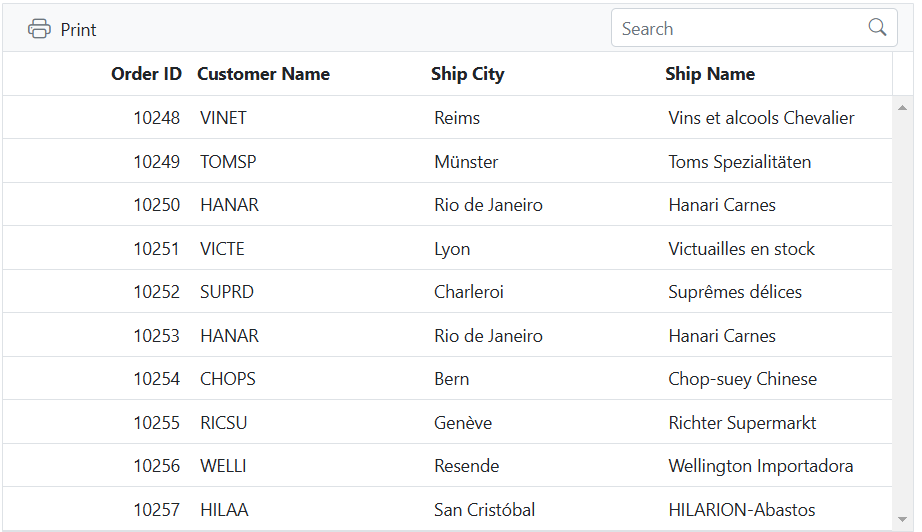 Print Search
Order ID Customer Name Ship City Ship Name
10248 VINET Reims Vins et alcools Chevalier
10249 TOMSP Münster Toms Spezialitäten
10250 HANAR Rio de Janeiro Hanari Carnes
10251 VICTE Lyon Victuailles en stock
10252 SUPRD Charleroi Suprêmes délices
10253 HANAR Rio de Janeiro Hanari Carnes
10254 CHOPS Bern Chop-suey Chinese
10255 RICSU Genève Richter Supermarkt
10256 WELLI Resende Wellington Importadora
10257 HILAA San Cristóbal HILARION-Abastos